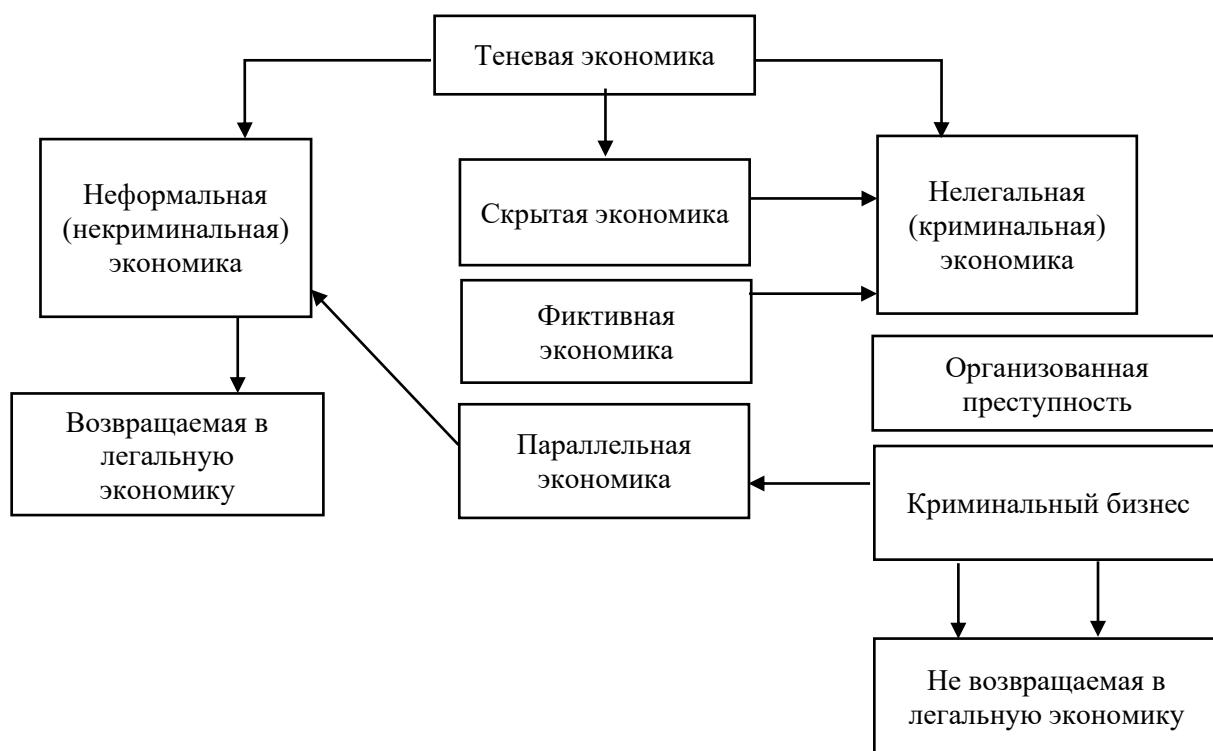 Теневая экономика
Неформальная
(некриминальная)
экономика
Скрытая экономика
Нелегальная
(криминальная)
экономика
Фиктивная
экономика
Организованная
преступность
Возвращаемая в
легальную
экономику
Параллельная
экономика
Криминальный бизнес
Не возвращаемая в
легальную экономику